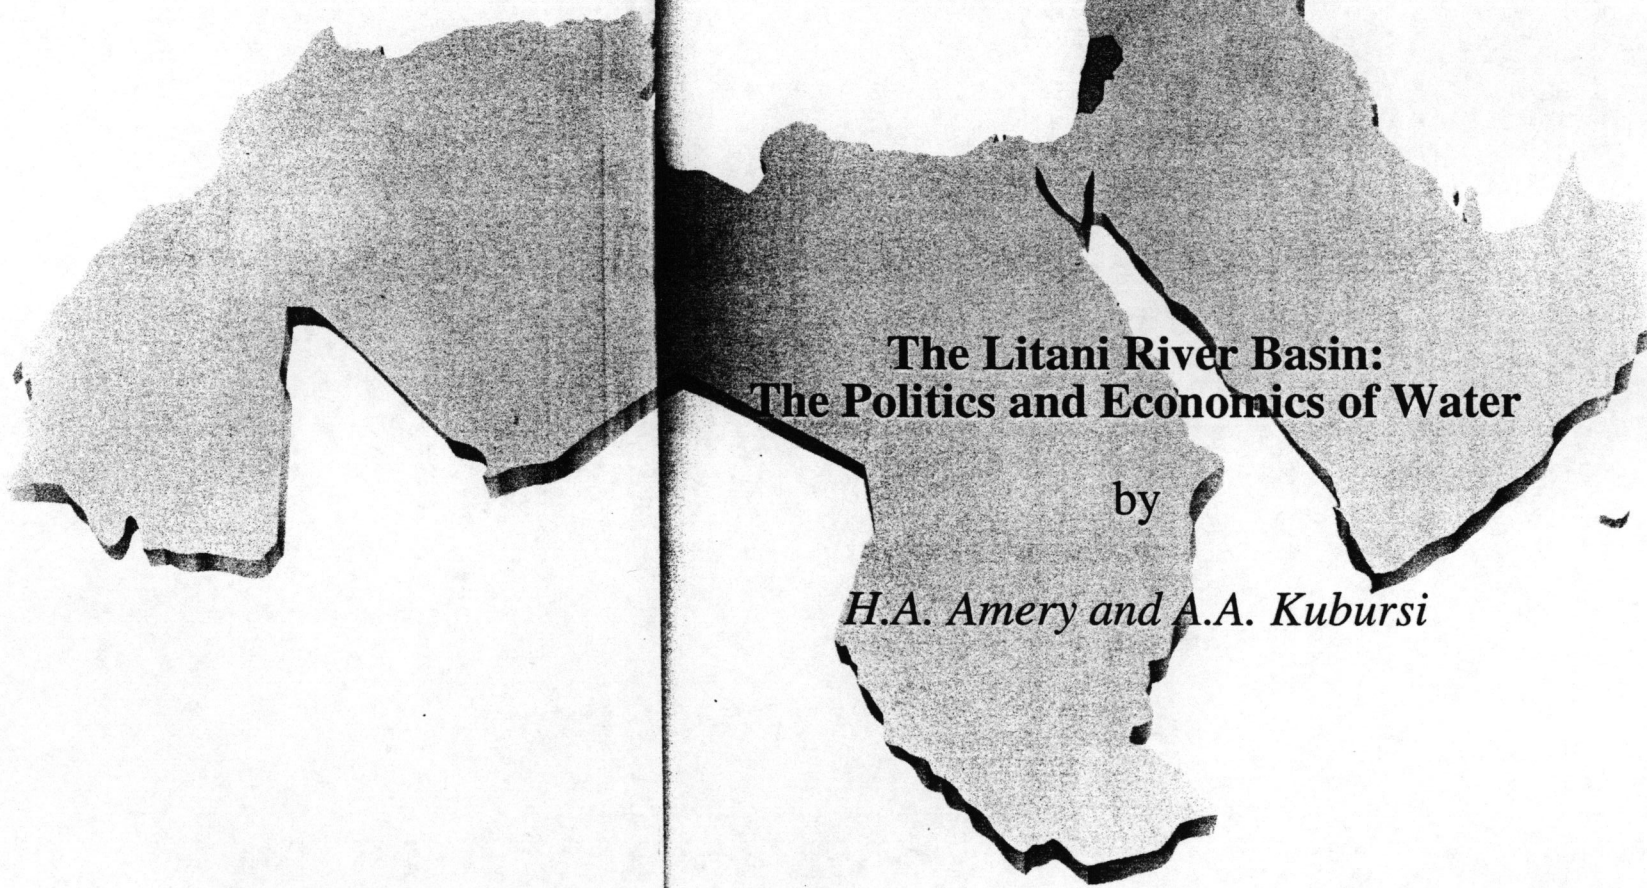 The Litani River Basin:
The Politics and Economics of Water
by
H.A. Amery and A.A. Kubursi